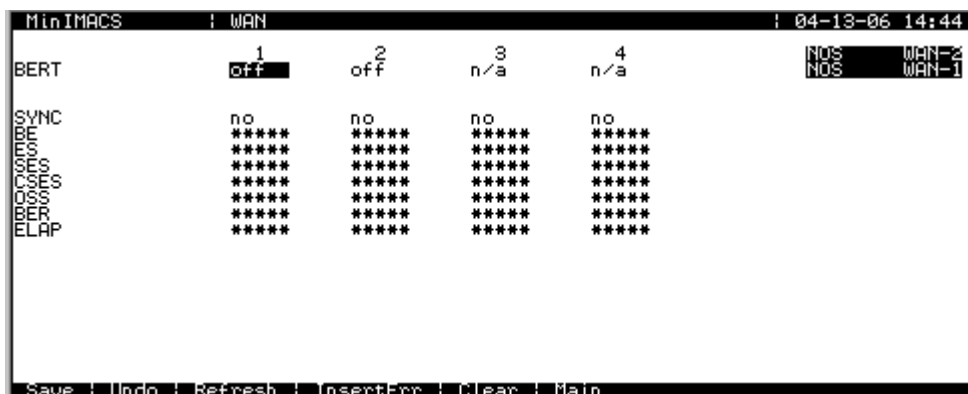 MinIMACS | WAN | 04-13-06 14:44
1 2 3 4 NOS WAN-2
BERT off off n/a n/a NOS WAN-1
SYNC no no no no
BE ***** ***** ***** *****
ES ***** ***** ***** *****
SES ***** ***** ***** *****
CSES ***** ***** ***** *****
OSS ***** ***** ***** *****
BER ***** ***** ***** *****
ELAP ***** ***** ***** *****
Save | Undo | Refresh | InsertErr | Clear | Main